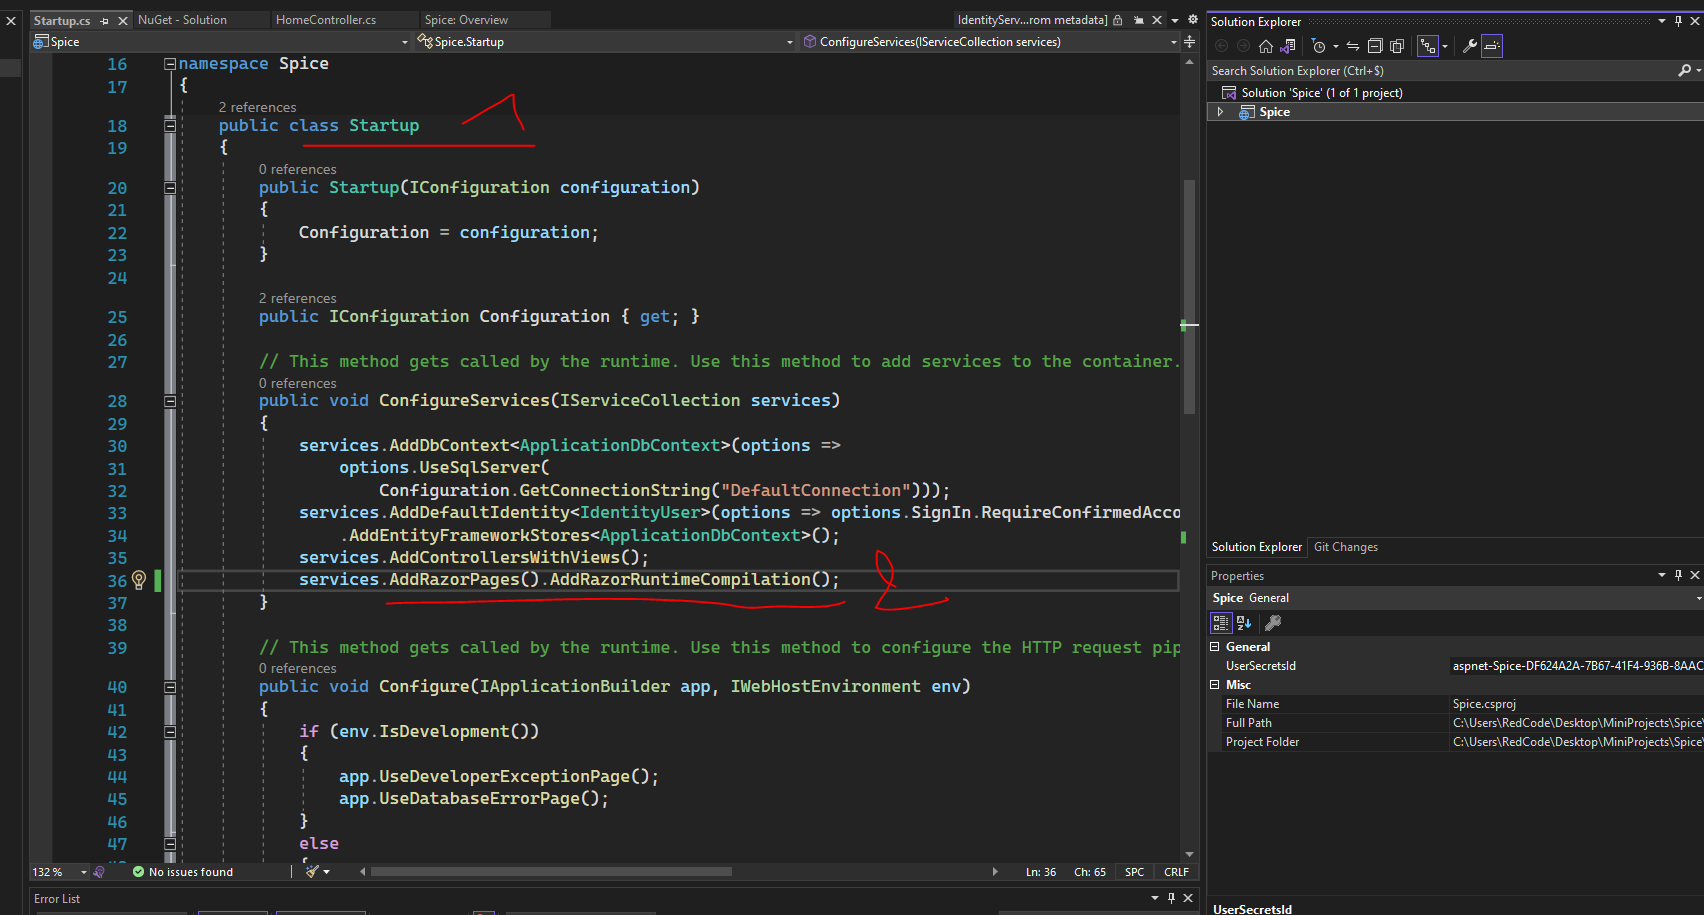 Startup.cs
NuGet - Solution
HomeController.cs
Spice: Overview
IdentityServ...rom metadata]
Spice
Spice.Startup
ConfigureServices(IServiceCollection services)
16 namespace Spice
17 {
2 references
18 public class Startup
1
19 {
0 references
20 public Startup(IConfiguration configuration)
21 {
22 Configuration = configuration;
23 }
24
2 references
25 public IConfiguration Configuration { get; }
26
27 // This method gets called by the runtime. Use this method to add services to the container.
0 references
28 public void ConfigureServices(IServiceCollection services)
29 {
30 services.AddDbContext<ApplicationDbContext>(options =>
31 options.UseSqlServer(
32 Configuration.GetConnectionString("DefaultConnection")));
33 services.AddDefaultIdentity<IdentityUser>(options => options.SignIn.RequireConfirmedAcco
34 .AddEntityFrameworkStores<ApplicationDbContext>();
35 services.AddControllersWithViews();
36 services.AddRazorPages().AddRazorRuntimeCompilation();
2
37 }
38
39 // This method gets called by the runtime. Use this method to configure the HTTP request pip
0 references
40 public void Configure(IApplicationBuilder app, IWebHostEnvironment env)
41 {
42 if (env.IsDevelopment())
43 {
44 app.UseDeveloperExceptionPage();
45 app.UseDatabaseErrorPage();
46 }
47 else
132 %
No issues found
Ln: 36
Ch: 65
SPC
CRLF
Error List
Solution Explorer
Search Solution Explorer (Ctrl+$)
Solution 'Spice' (1 of 1 project)
Spice
Solution Explorer
Git Changes
Properties
Spice General
General
UserSecretsId aspnet-Spice-DF624A2A-7B67-41F4-936B-8AAC
Misc
File Name Spice.csproj
Full Path C:\Users\RedCode\Desktop\MiniProjects\Spice\
Project Folder C:\Users\RedCode\Desktop\MiniProjects\Spice\
UserSecretsId